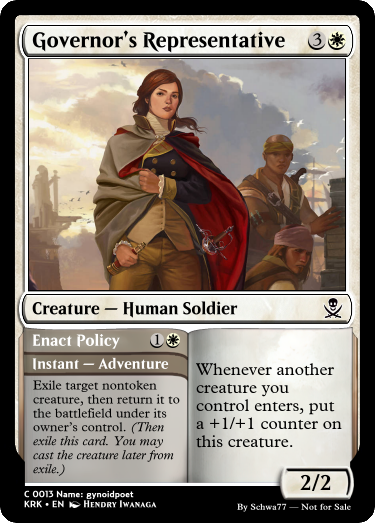 Governor's Representative 3
Creature — Human Soldier
Enact Policy 1
Instant — Adventure
Exile target nontoken
creature, then return it to
the battlefield under its
owner's control. (Then
exile this card. You may
cast the creature later from
exile.)
Whenever another
creature you
control enters, put
a +1/+1 counter on
this creature.
2/2
C 0013 Name: gynoidpoet
KRK • EN Hendry Iwanaga
By Schwa77 — Not for Sale